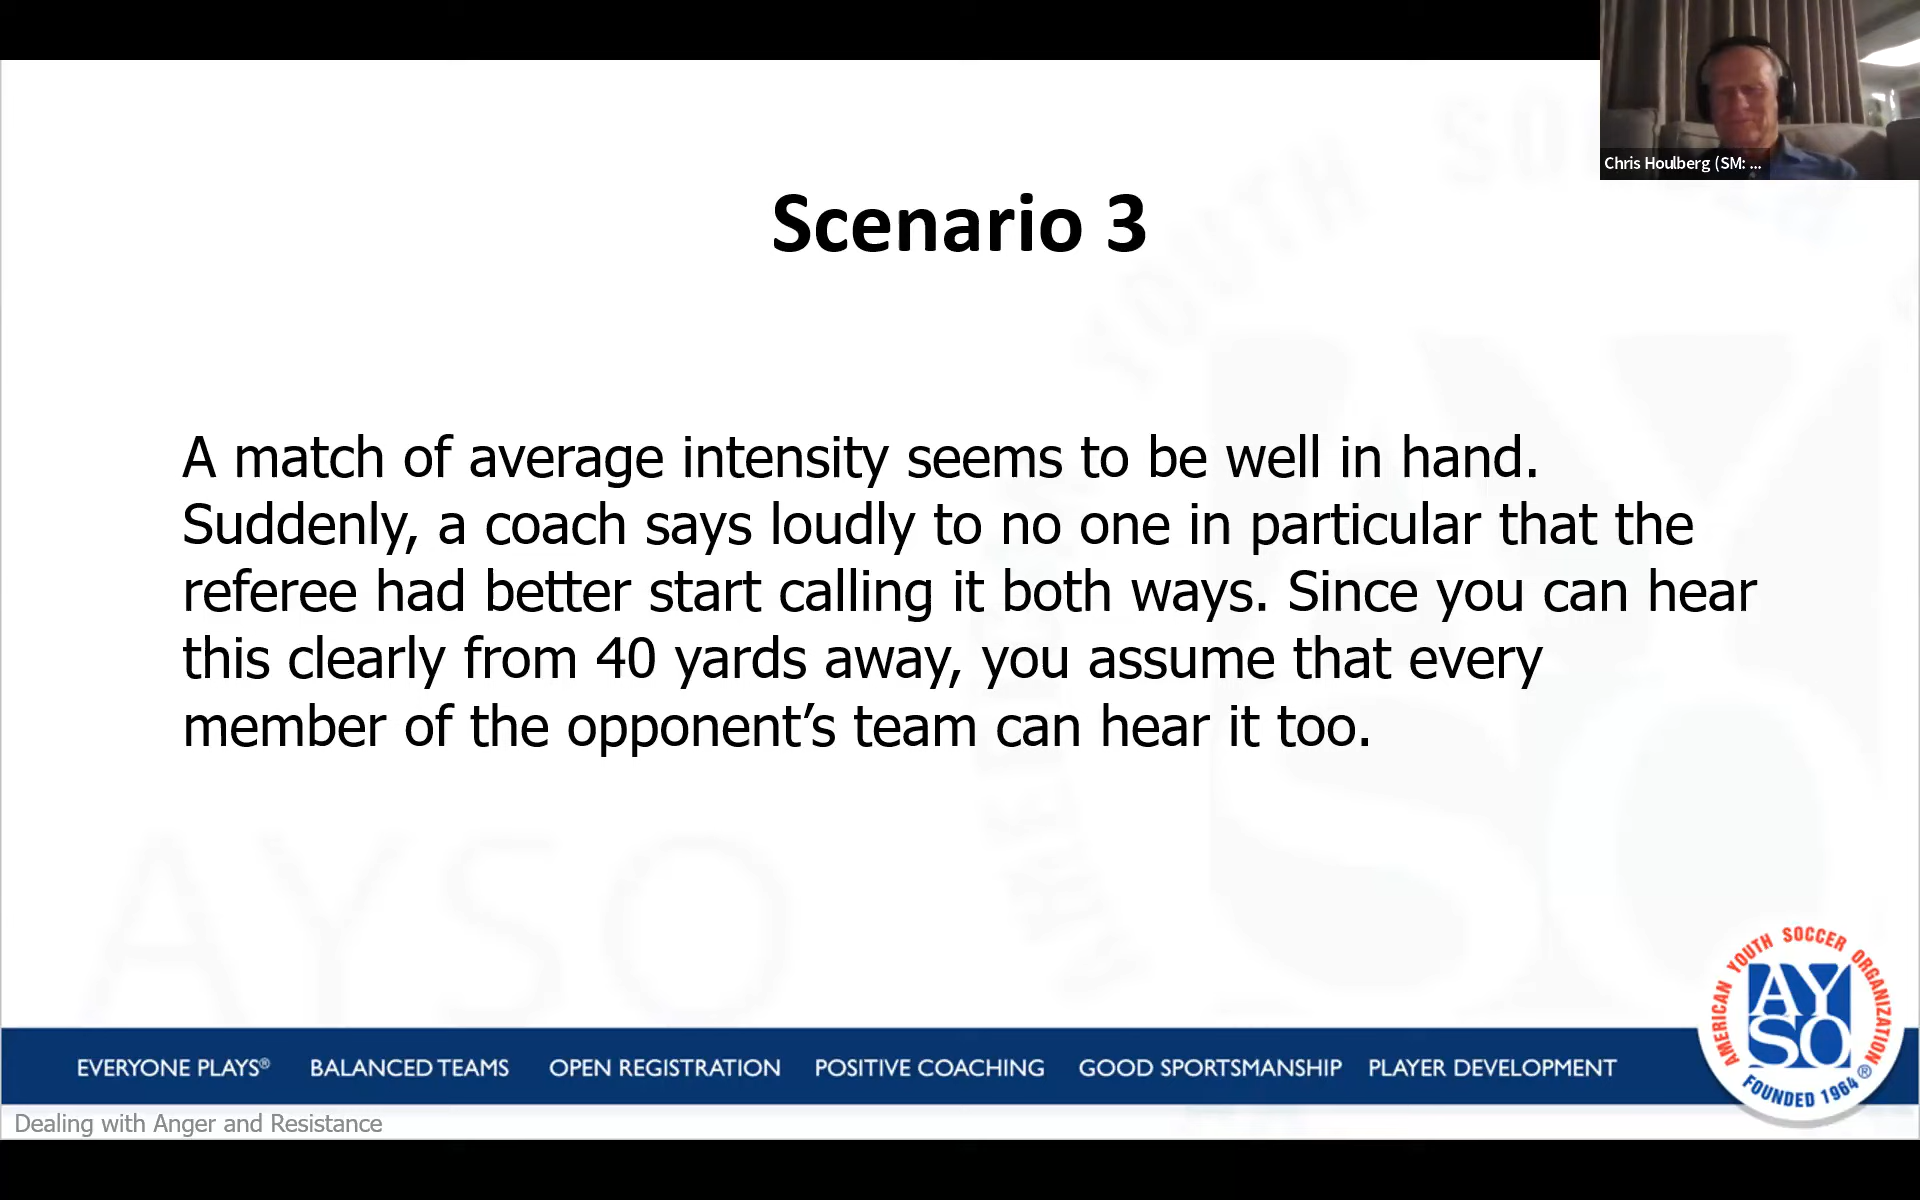 Chris Houlberg (SM: ...
Scenario 3
A match of average intensity seems to be well in hand.
Suddenly, a coach says loudly to no one in particular that the
referee had better start calling it both ways. Since you can hear
this clearly from 40 yards away, you assume that every
member of the opponent’s team can hear it too.
AYSO
EVERYONE PLAYS® BALANCED TEAMS OPEN REGISTRATION POSITIVE COACHING GOOD SPORTSMANSHIP PLAYER DEVELOPMENT
AMERICAN YOUTH SOCCER ORGANIZATION
AY
SO
®
FOUNDED 1964
Dealing with Anger and Resistance